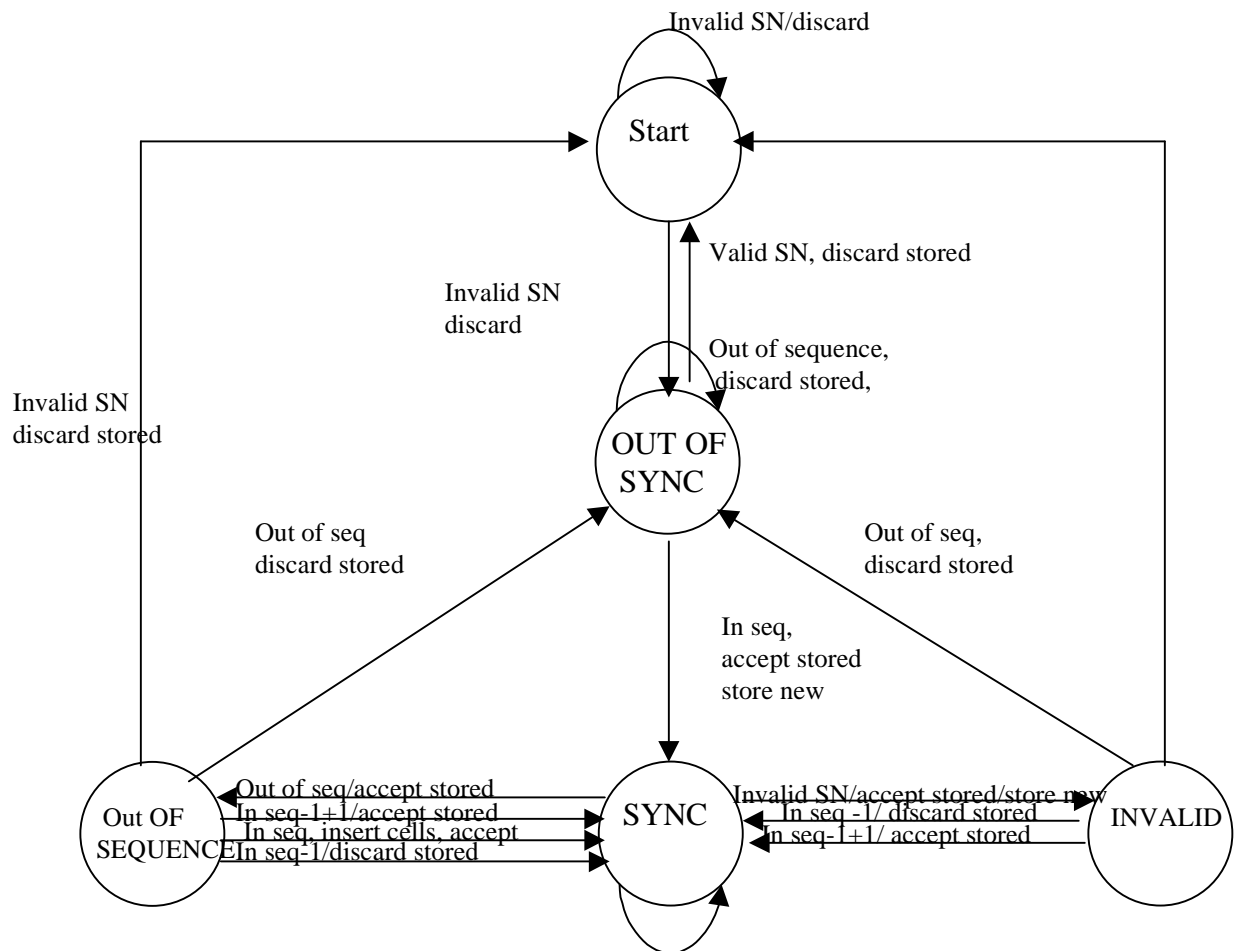 Invalid SN/discard
Start
Valid SN, discard stored
Invalid SN
discard
Out of sequence,
discard stored,
Invalid SN
discard stored
OUT OF
SYNC
Out of seq
discard stored
Out of seq,
discard stored
In seq,
accept stored
store new
Out of seq/accept stored
In seq-1+1/accept stored
In seq, insert cells, accept
In seq-1/discard stored
Out OF
SEQUENCE
SYNC
Invalid SN/accept stored/store new
In seq -1/ discard stored
In seq-1+1/ accept stored
INVALID